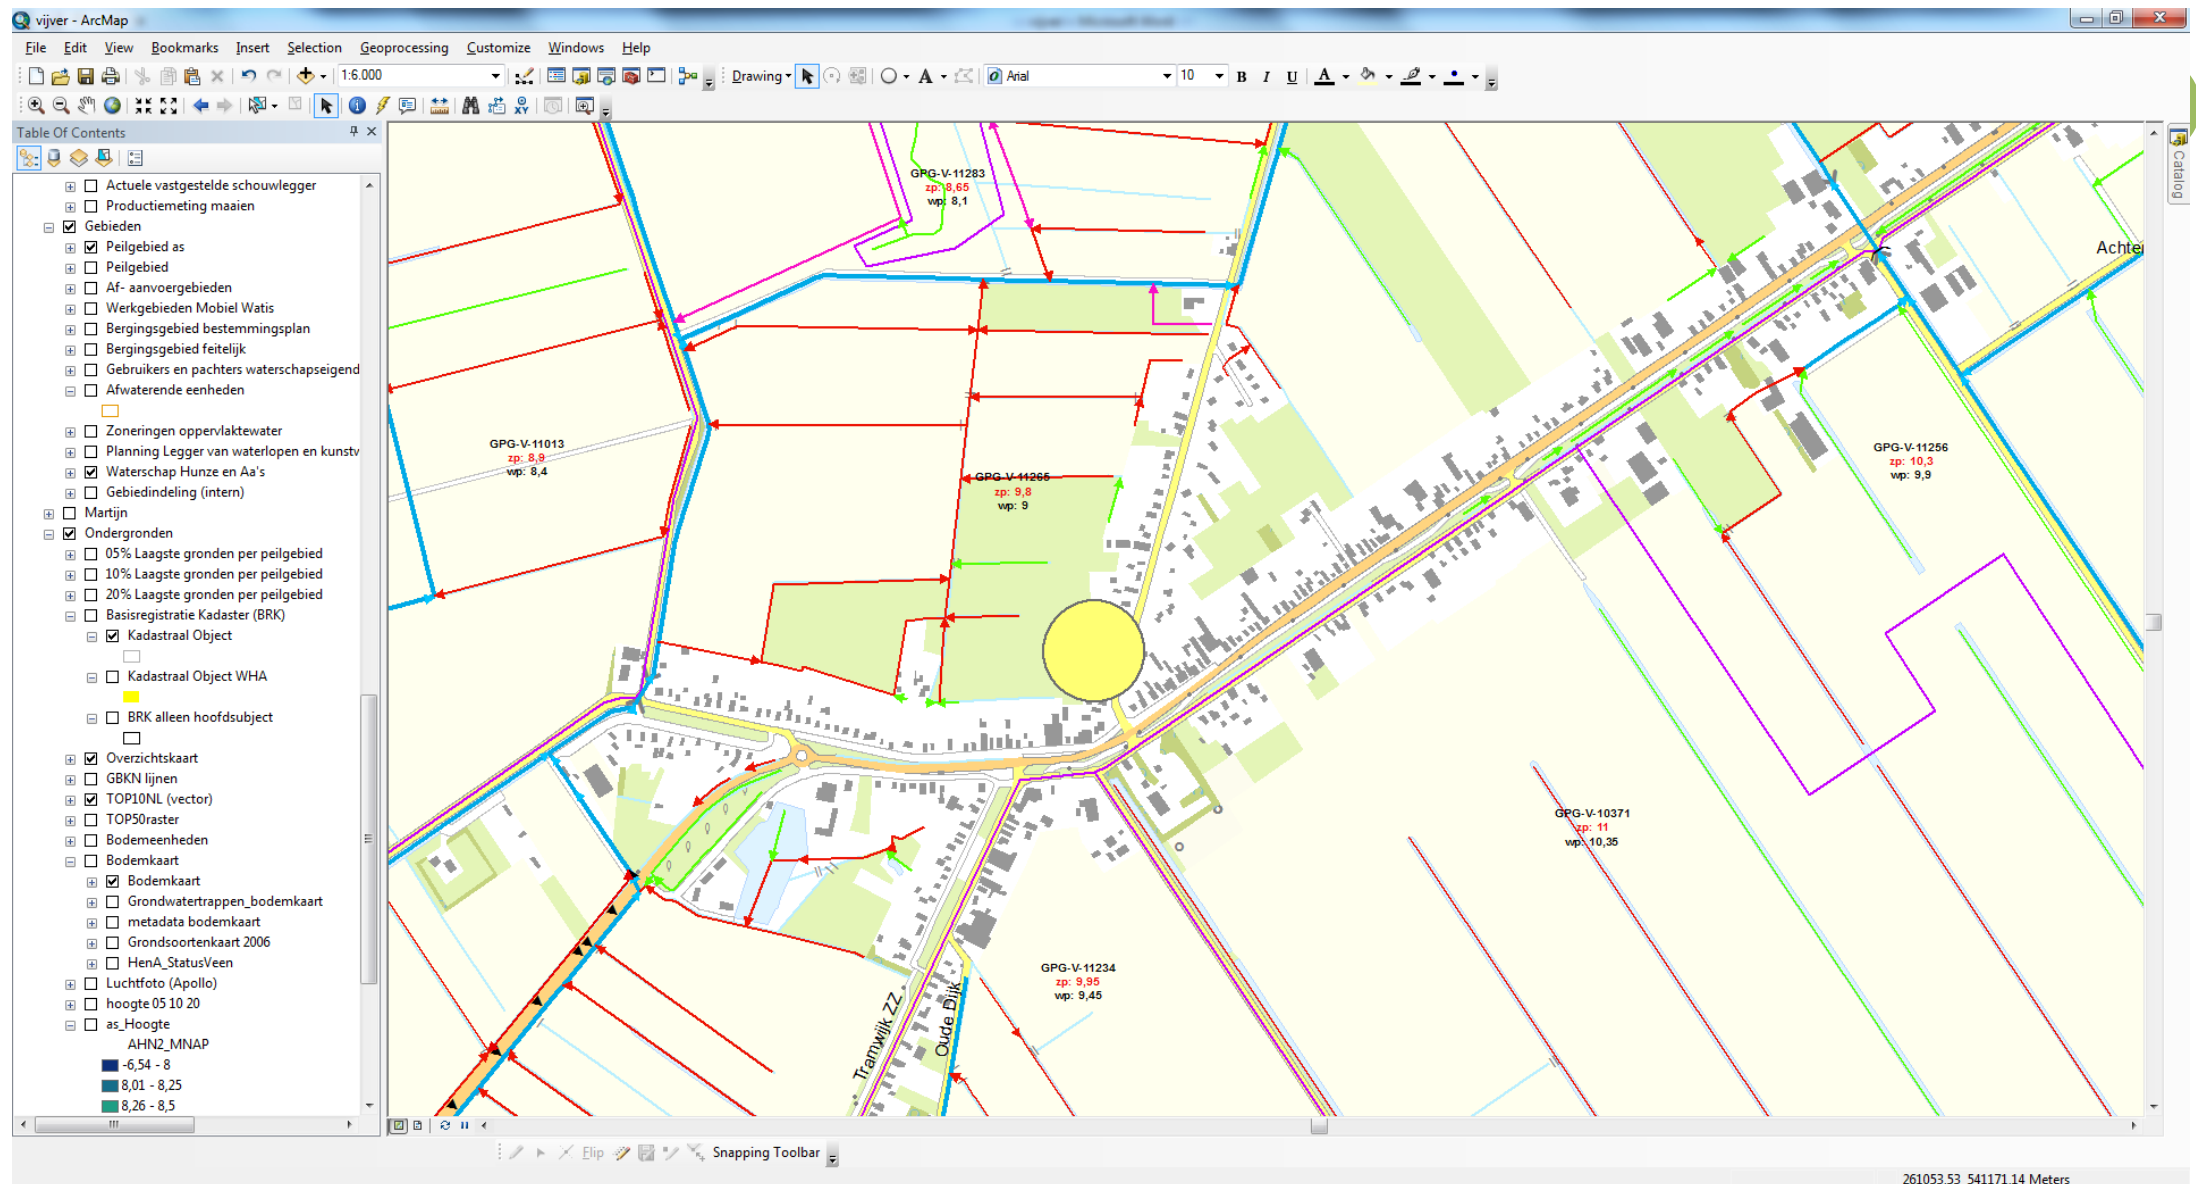 vijver - ArcMap
File Edit View Bookmarks Insert Selection Geoprocessing Customize Windows Help
1:6.000 Drawing A Arial 10 B I U A
Table Of Contents
Actuele vastgestelde schouwlegger
Productiemeting maaien
Gebieden
Peilgebied as
Peilgebied
Af- aanvoergebieden
Werkgebieden Mobiel Watis
Bergingsgebied bestemmingsplan
Bergingsgebied feitelijk
Gebruikers en pachters waterschapseigend
Afwaterende eenheden
Zoneringen oppervlaktewater
Planning Legger van waterlopen en kunstv
Waterschap Hunze en Aa's
Gebiedindeling (intern)
Martijn
Ondergronden
05% Laagste gronden per peilgebied
10% Laagste gronden per peilgebied
20% Laagste gronden per peilgebied
Basisregistratie Kadaster (BRK)
Kadastraal Object
Kadastraal Object WHA
BRK alleen hoofdsubject
Overzichtskaart
GBKN lijnen
TOP10NL (vector)
TOP50raster
Bodemeenheden
Bodemkaart
Bodemkaart
Grondwatertrappen_bodemkaart
metadata bodemkaart
Grondsoortenkaart 2006
HenA_StatusVeen
Luchtfoto (Apollo)
hoogte 05 10 20
as_Hoogte
AHN2_MNAP
-6,54 - 8
8,01 - 8,25
8,26 - 8,5
GPG-V-11283
zp: 8,65
wp: 8,1
Achte
GPG-V-11013
zp: 8,9
wp: 8,4
GPG-V-11265
zp: 9,8
wp: 9
GPG-V-11256
zp: 10,3
wp: 9,9
GPG-V-10371
zp: 11
wp: 10,35
GPG-V-11234
zp: 9,95
wp: 9,45
Tramwijk ZZ
Oude Dijk
Catalog
Flip Snapping Toolbar
261053,53 541171,14 Meters